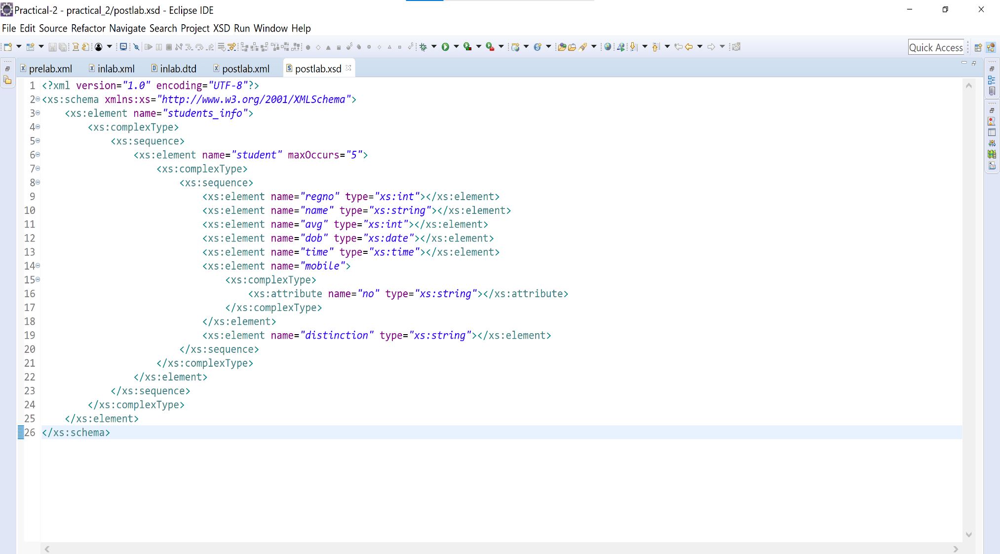 Practical-2 - practical_2/postlab.xsd - Eclipse IDE
File Edit Source Refactor Navigate Search Project XSD Run Window Help
Quick Access
prelab.xml inlab.xml inlab.dtd postlab.xml postlab.xsd
1 <?xml version="1.0" encoding="UTF-8"?>
2 <xs:schema xmlns:xs="http://www.w3.org/2001/XMLSchema">
3 <xs:element name="students_info">
4 <xs:complexType>
5 <xs:sequence>
6 <xs:element name="student" maxOccurs="5">
7 <xs:complexType>
8 <xs:sequence>
9 <xs:element name="regno" type="xs:int"></xs:element>
10 <xs:element name="name" type="xs:string"></xs:element>
11 <xs:element name="avg" type="xs:int"></xs:element>
12 <xs:element name="dob" type="xs:date"></xs:element>
13 <xs:element name="time" type="xs:time"></xs:element>
14 <xs:element name="mobile">
15 <xs:complexType>
16 <xs:attribute name="no" type="xs:string"></xs:attribute>
17 </xs:complexType>
18 </xs:element>
19 <xs:element name="distinction" type="xs:string"></xs:element>
20 </xs:sequence>
21 </xs:complexType>
22 </xs:element>
23 </xs:sequence>
24 </xs:complexType>
25 </xs:element>
26 </xs:schema>